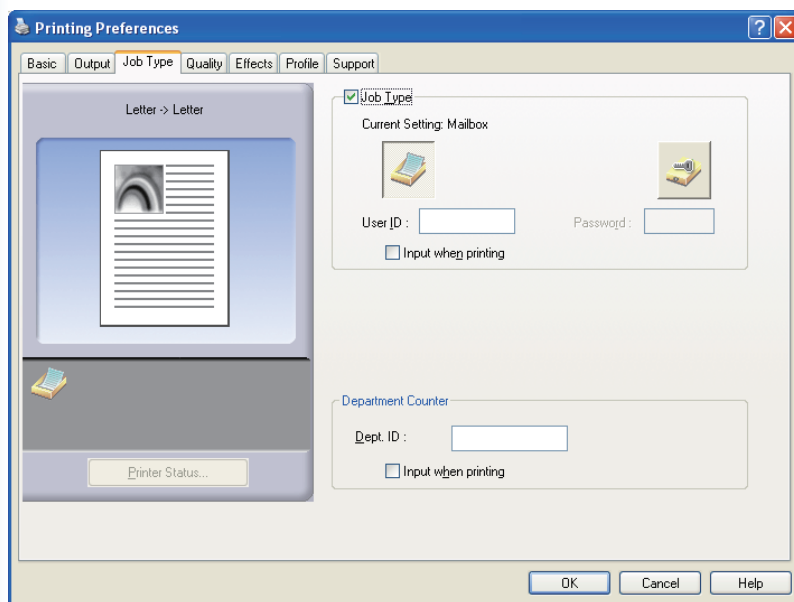 Printing Preferences
Basic Output Job Type Quality Effects Profile Support
Letter -> Letter
Printer Status...
Job Type
Current Setting: Mailbox
User ID :
Password :
Input when printing
Department Counter
Dept. ID :
Input when printing
OK Cancel Help